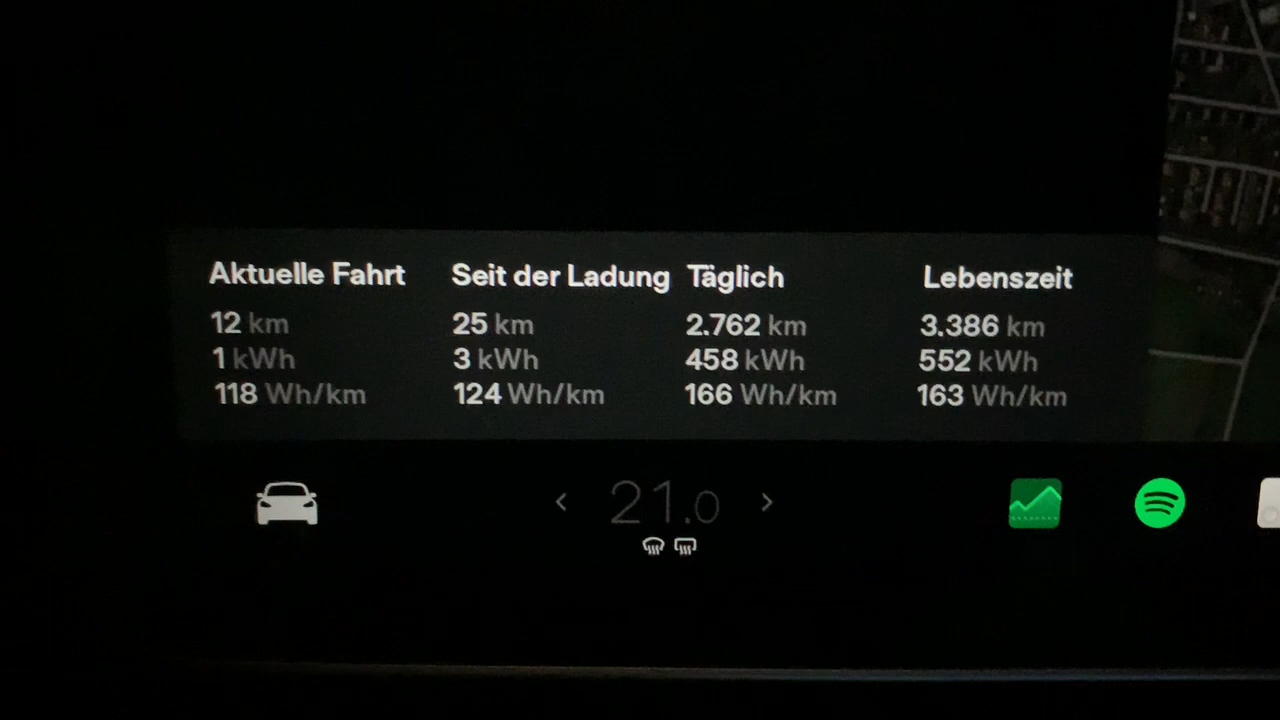 Aktuelle Fahrt
12 km
1 kWh
118 Wh/km
Seit der Ladung
25 km
3 kWh
124 Wh/km
Täglich
2.762 km
458 kWh
166 Wh/km
Lebenszeit
3.386 km
552 kWh
163 Wh/km
21.0